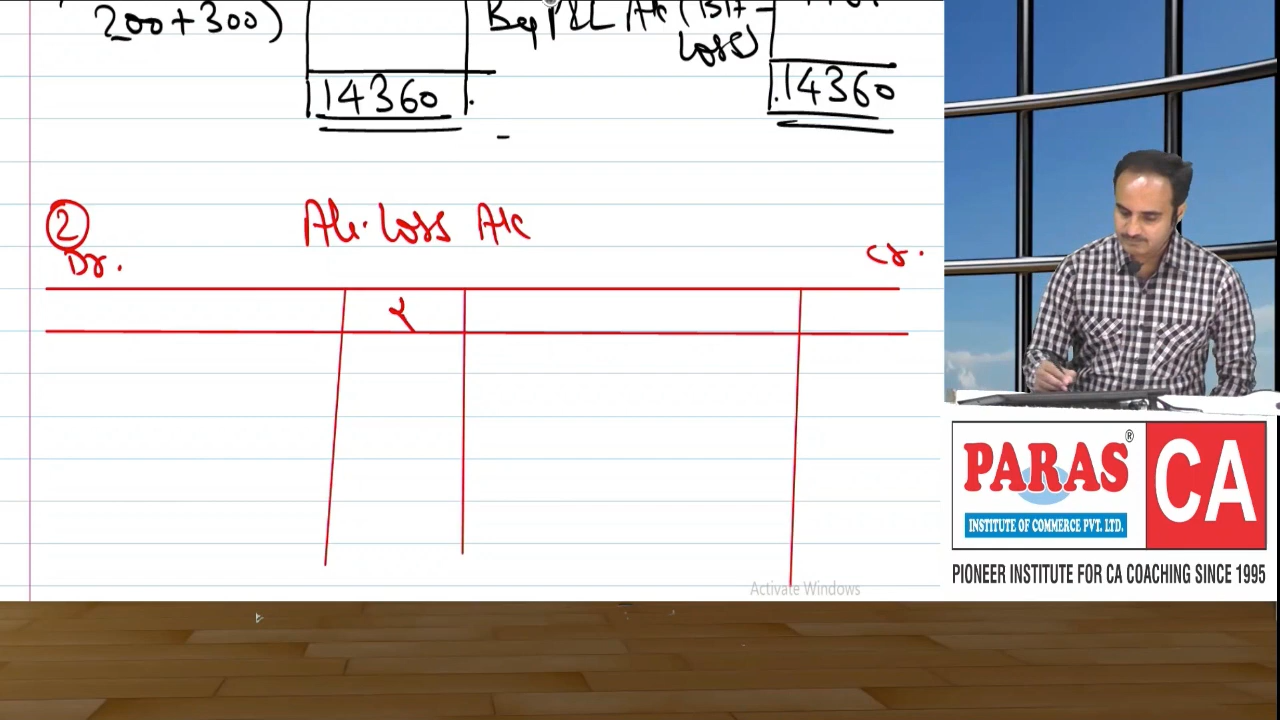 200+300)
By P&L A/c (B/f -
Loss)
14360
14360
2
Ab. Loss A/c
Dr.
Cr.
₹
PARAS®
CA
INSTITUTE OF COMMERCE PVT. LTD.
PIONEER INSTITUTE FOR CA COACHING SINCE 1995
Activate Windows